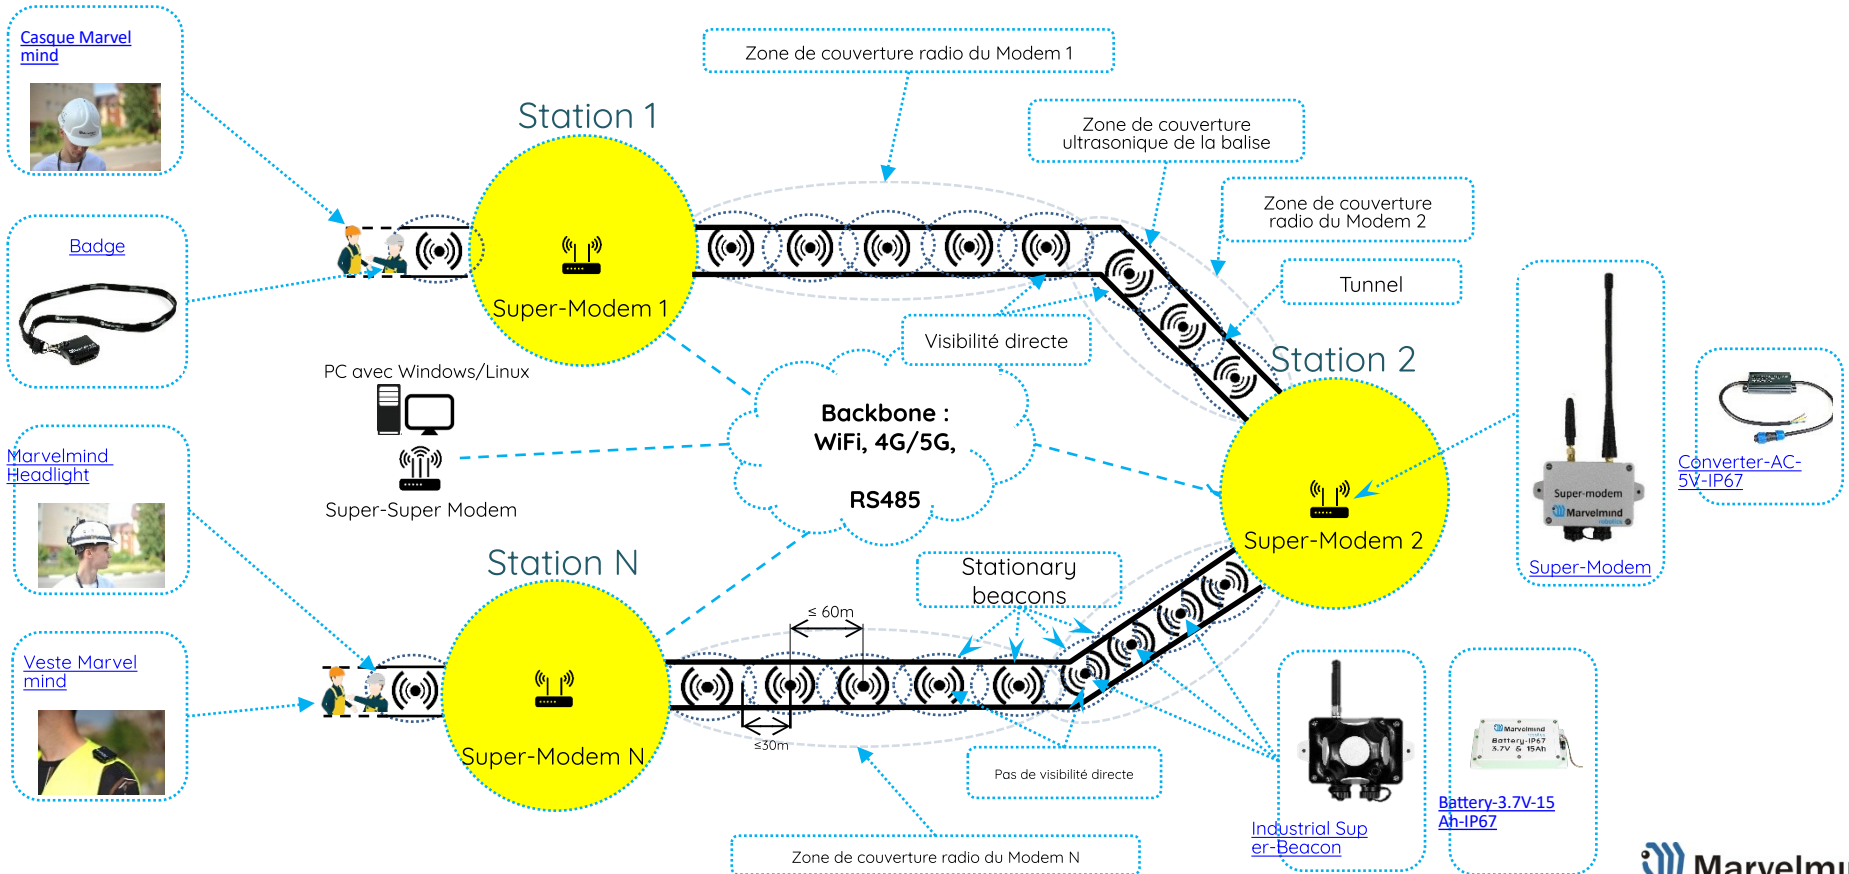 Casque Marvel
mind
Zone de couverture radio du Modem 1
Station 1
Zone de couverture
ultrasonique de la balise
Zone de couverture
radio du Modem 2
Badge
Super-Modem 1
Tunnel
Visibilité directe
Station 2
PC avec Windows/Linux
Backbone :
WiFi, 4G/5G,
RS485
Marvelmind
Headlight
Super-Super Modem
Converter-AC-
5V-IP67
Super-modem
Marvelmind
robotics
Super-Modem 2
Super-Modem
Station N
Stationary
beacons
≤ 60m
Veste Marvel
mind
Super-Modem N
≤30m
Pas de visibilité directe
Marvelmind
Battery-IP67
3.7V & 15Ah
Industrial Sup
er-Beacon
Battery-3.7V-15
Ah-IP67
Zone de couverture radio du Modem N